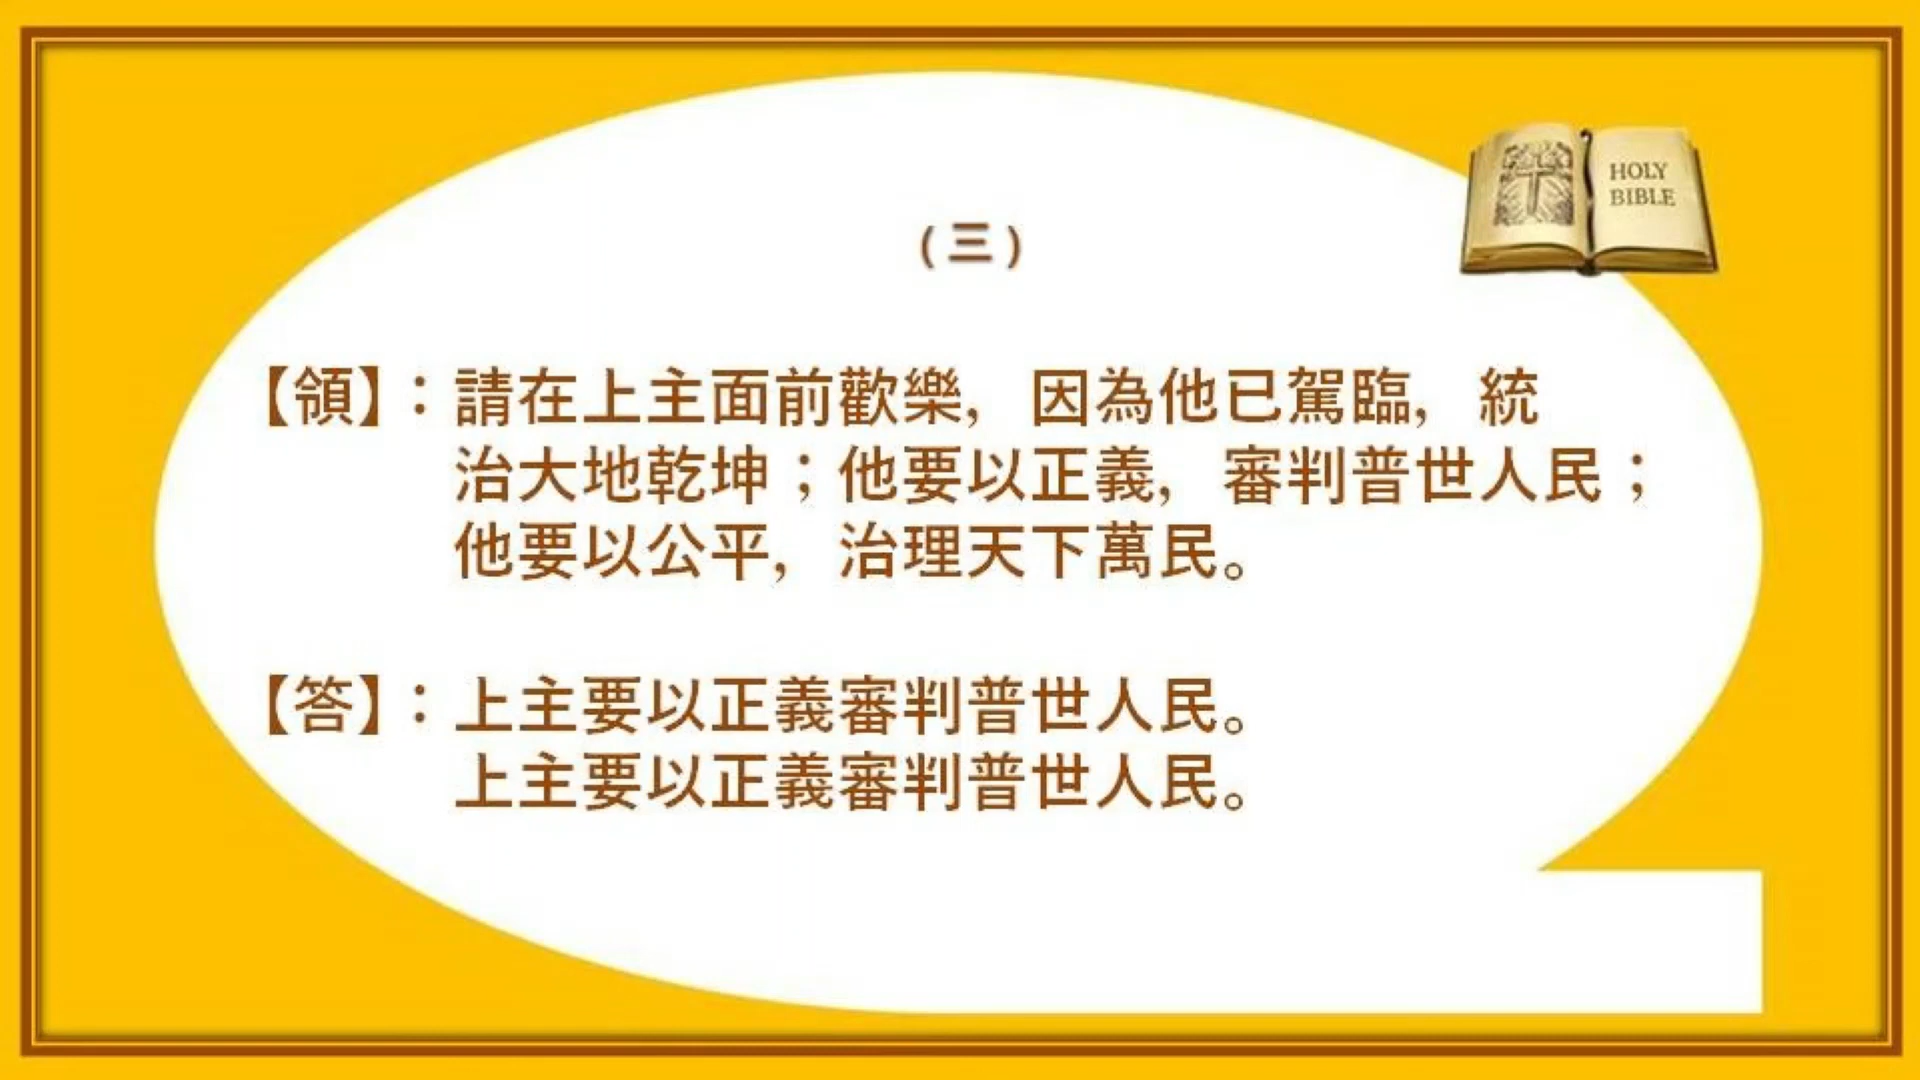 HOLY
BIBLE
(三)
【領】：請在上主面前歡樂，因為他已駕臨，統
治大地乾坤；他要以正義，審判普世人民；
他要以公平，治理天下萬民。
【答】：上主要以正義審判普世人民。
上主要以正義審判普世人民。